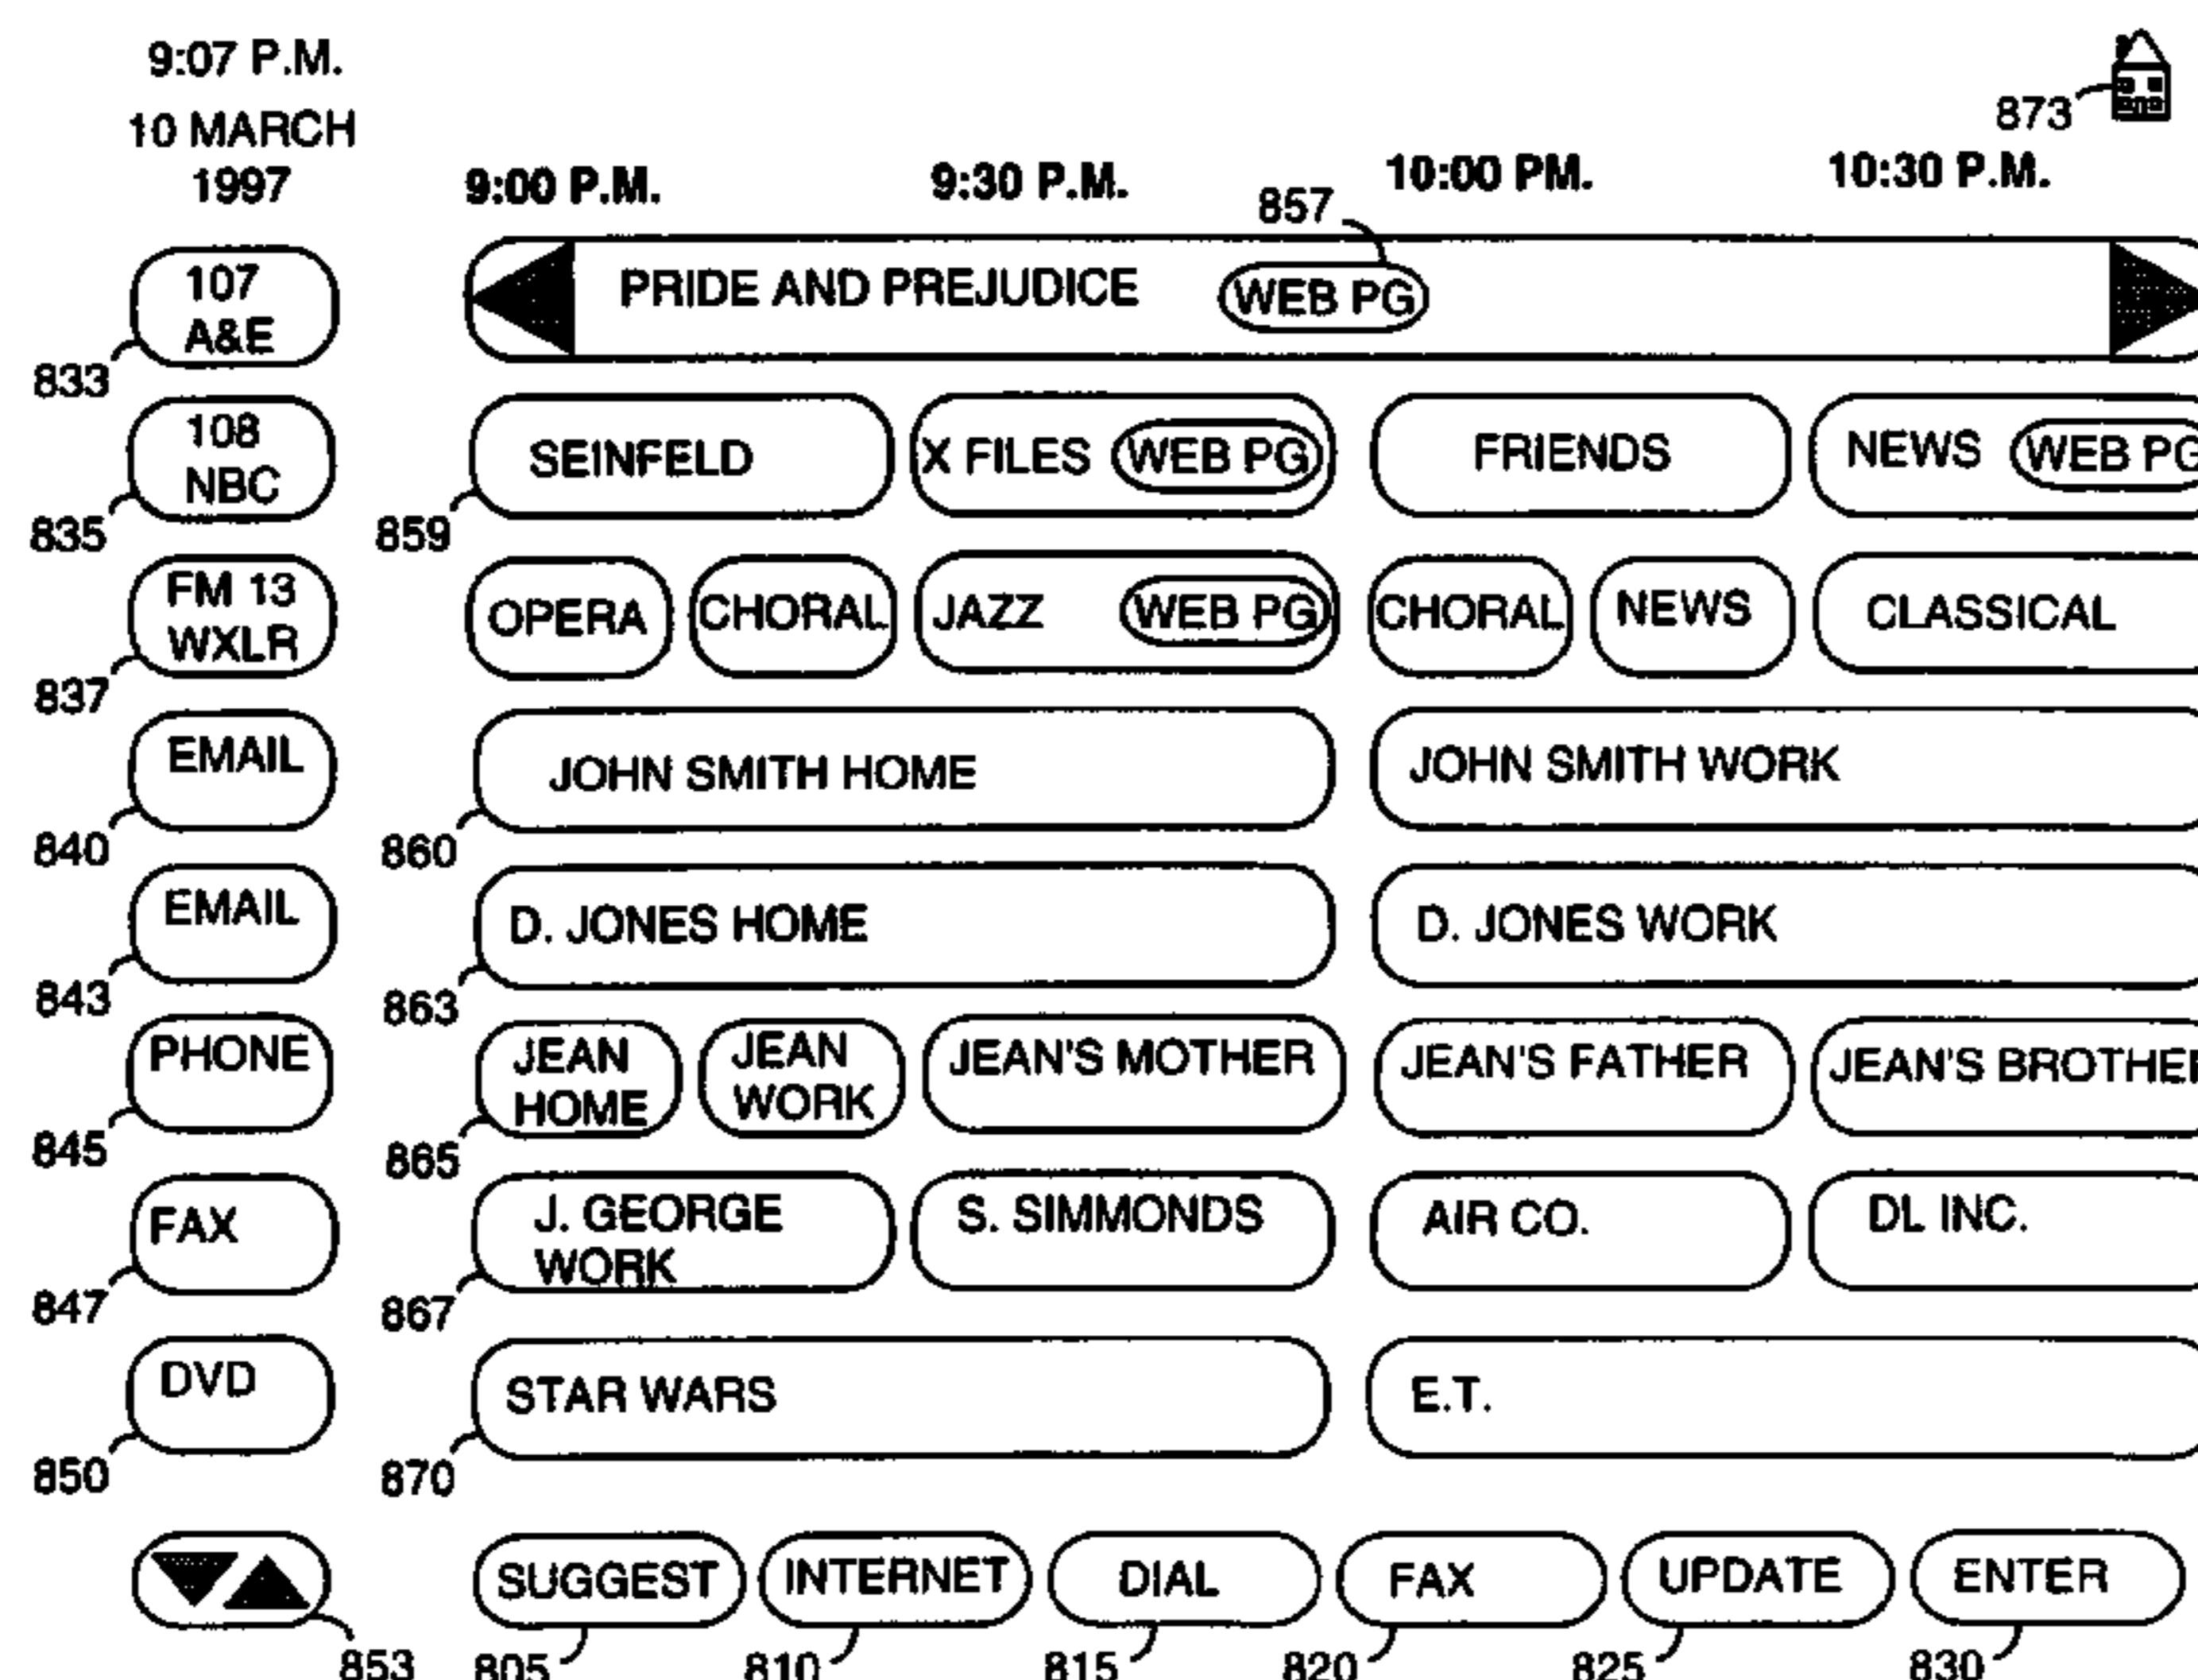 9:07 P.M.
10 MARCH
1997
873
9:00 P.M.
9:30 P.M.
857
10:00 PM.
10:30 P.M.
107
A&E
833
PRIDE AND PREJUDICE
WEB PG
108
NBC
835
SEINFELD
859
X FILES
WEB PG
FRIENDS
NEWS
WEB PG
FM 13
WXLR
837
OPERA
CHORAL
JAZZ
WEB PG
CHORAL
NEWS
CLASSICAL
EMAIL
840
JOHN SMITH HOME
860
JOHN SMITH WORK
EMAIL
843
D. JONES HOME
863
D. JONES WORK
PHONE
845
JEAN
HOME
865
JEAN
WORK
JEAN'S MOTHER
JEAN'S FATHER
JEAN'S BROTHER
FAX
847
J. GEORGE
WORK
867
S. SIMMONDS
AIR CO.
DL INC.
DVD
850
STAR WARS
870
E.T.
853
SUGGEST
805
INTERNET
810
DIAL
815
FAX
820
UPDATE
825
ENTER
830